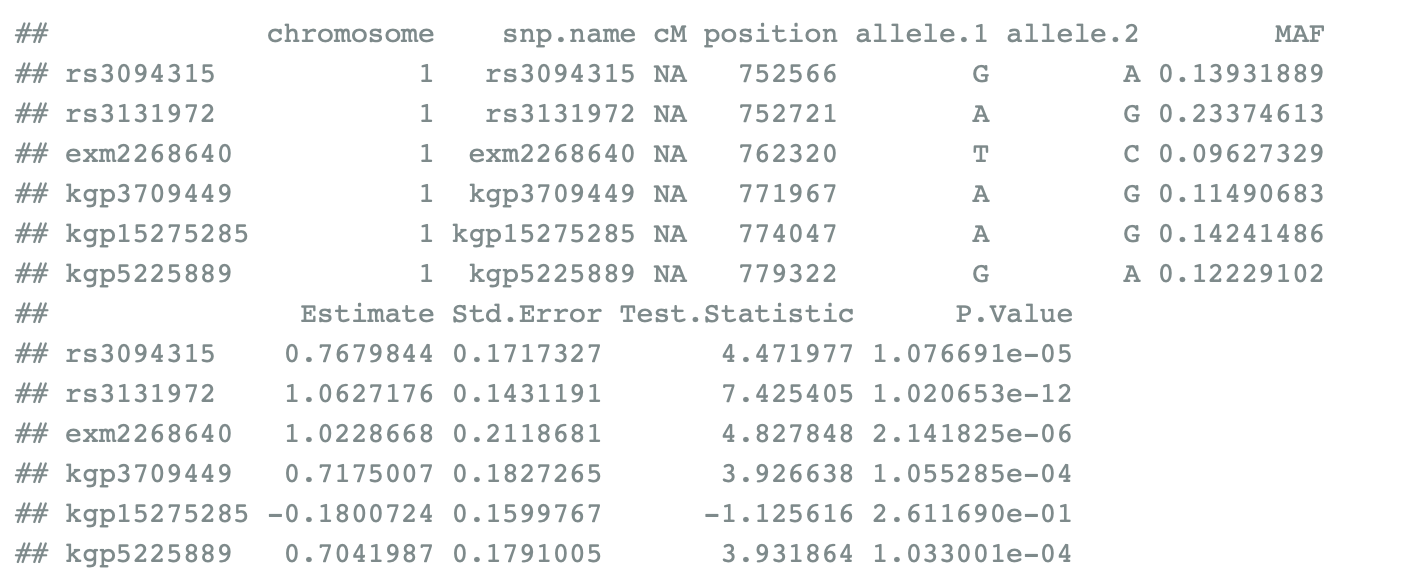 ##              chromosome    snp.name cM position allele.1 allele.2        MAF
## rs3094315             1   rs3094315 NA   752566        G        A 0.13931889
## rs3131972             1   rs3131972 NA   752721        A        G 0.23374613
## exm2268640            1  exm2268640 NA   762320        T        C 0.09627329
## kgp3709449            1  kgp3709449 NA   771967        A        G 0.11490683
## kgp15275285           1 kgp15275285 NA   774047        A        G 0.14241486
## kgp5225889            1  kgp5225889 NA   779322        G        A 0.12229102
##                Estimate Std.Error Test.Statistic      P.Value
## rs3094315     0.7679844 0.1717327       4.471977 1.076691e-05
## rs3131972     1.0627176 0.1431191       7.425405 1.020653e-12
## exm2268640    1.0228668 0.2118681       4.827848 2.141825e-06
## kgp3709449    0.7175007 0.1827265       3.926638 1.055285e-04
## kgp15275285 -0.1800724 0.1599767      -1.125616 2.611690e-01
## kgp5225889    0.7041987 0.1791005       3.931864 1.033001e-04